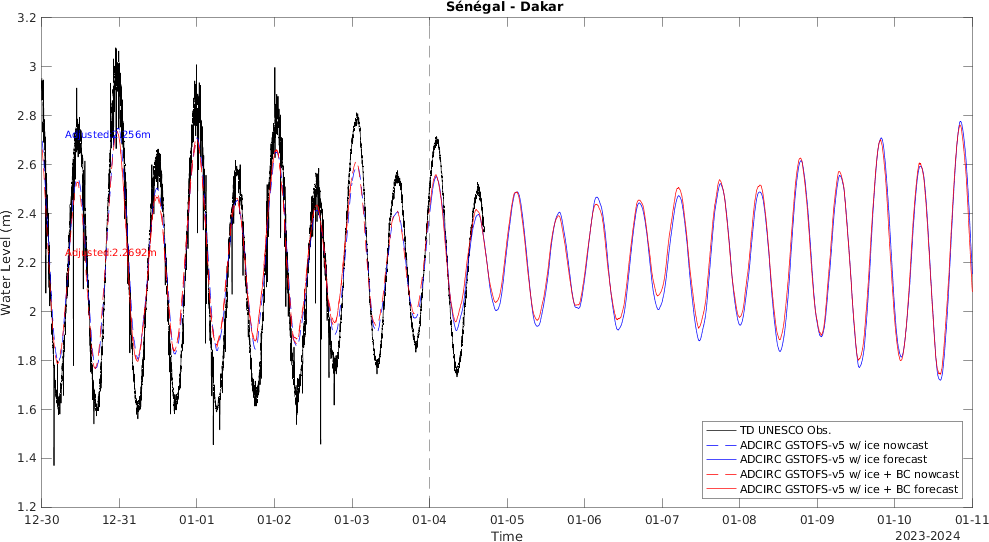 Sénégal - Dakar
3.2
3
2.8
2.6
2.4
2.2
2
1.8
1.6
1.4
1.2
Water Level (m)
Adjusted:2.2692m
12-30 12-31 01-01 01-02 01-03 01-04 01-05 01-06 01-07 01-08 01-09 01-10 01-11
Time
2023-2024
TD UNESCO Obs.
ADCIRC GSTOFS-v5 w/ ice nowcast
ADCIRC GSTOFS-v5 w/ ice forecast
ADCIRC GSTOFS-v5 w/ ice + BC nowcast
ADCIRC GSTOFS-v5 w/ ice + BC forecast